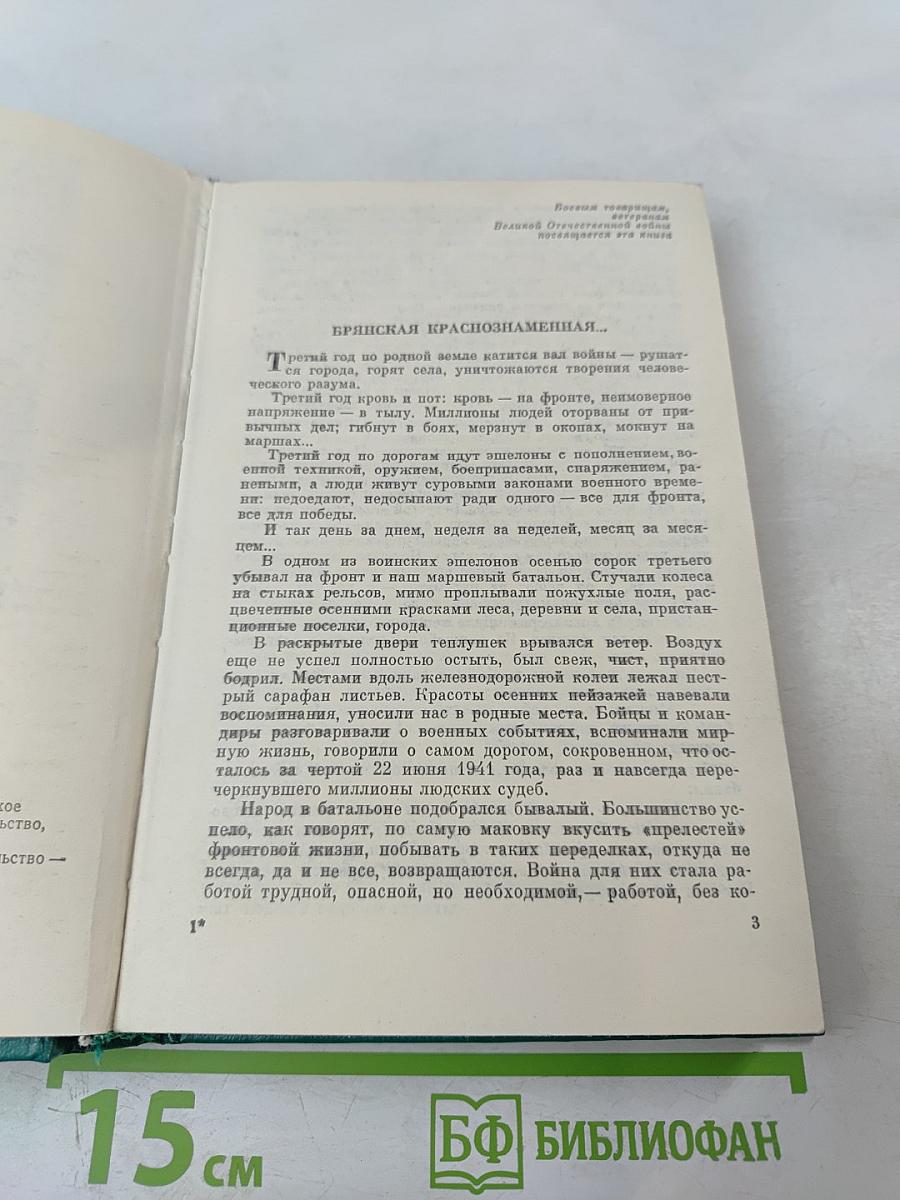 кое
льство,
льство —
Боевым товарищам,
ветеранам
Великой Отечественной войны
посвящается эта книга
БРЯНСКАЯ КРАСНОЗНАМЕННАЯ...
Третий год по родной земле катится вал войны — рушат-
ся города, горят села, уничтожаются творения челове-
ческого разума.
Третий год кровь и пот: кровь — на фронте, неимоверное
напряжение — в тылу. Миллионы людей оторваны от при-
вычных дел; гибнут в боях, мерзнут в окопах, мокнут на
маршах...
Третий год по дорогам идут эшелоны с пополнением, во-
енной техникой, оружием, боеприпасами, снаряжением, ра-
неными, а люди живут суровыми законами военного време-
ни: недоедают, недосыпают ради одного — все для фронта,
все для победы.
И так день за днем, неделя за неделей, месяц за меся-
цем...
В одном из воинских эшелонов осенью сорок третьего
убывал на фронт и наш маршевый батальон. Стучали колеса
на стыках рельсов, мимо проплывали пожухлые поля, рас-
цвеченные осенними красками леса, деревни и села, пристан-
ционные поселки, города.
В раскрытые двери теплушек врывался ветер. Воздух
еще не успел полностью остыть, был свеж, чист, приятно
бодрил. Местами вдоль железнодорожной колеи лежал пест-
рый сарафан листьев. Красоты осенних пейзажей навевали
воспоминания, уносили нас в родные места. Бойцы и коман-
диры разговаривали о военных событиях, вспоминали мир-
ную жизнь, говорили о самом дорогом, сокровенном, что ос-
талось за чертой 22 июня 1941 года, раз и навсегда пере-
черкнувшего миллионы людских судеб.
Народ в батальоне подобрался бывалый. Большинство ус-
пело, как говорят, по самую маковку вкусить «прелестей»
фронтовой жизни, побывать в таких переделках, откуда не
всегда, да и не все, возвращаются. Война для них стала ра-
ботой трудной, опасной, но необходимой,— работой, без ко-
1*
3
15 см
БФ БИБЛИОФАН